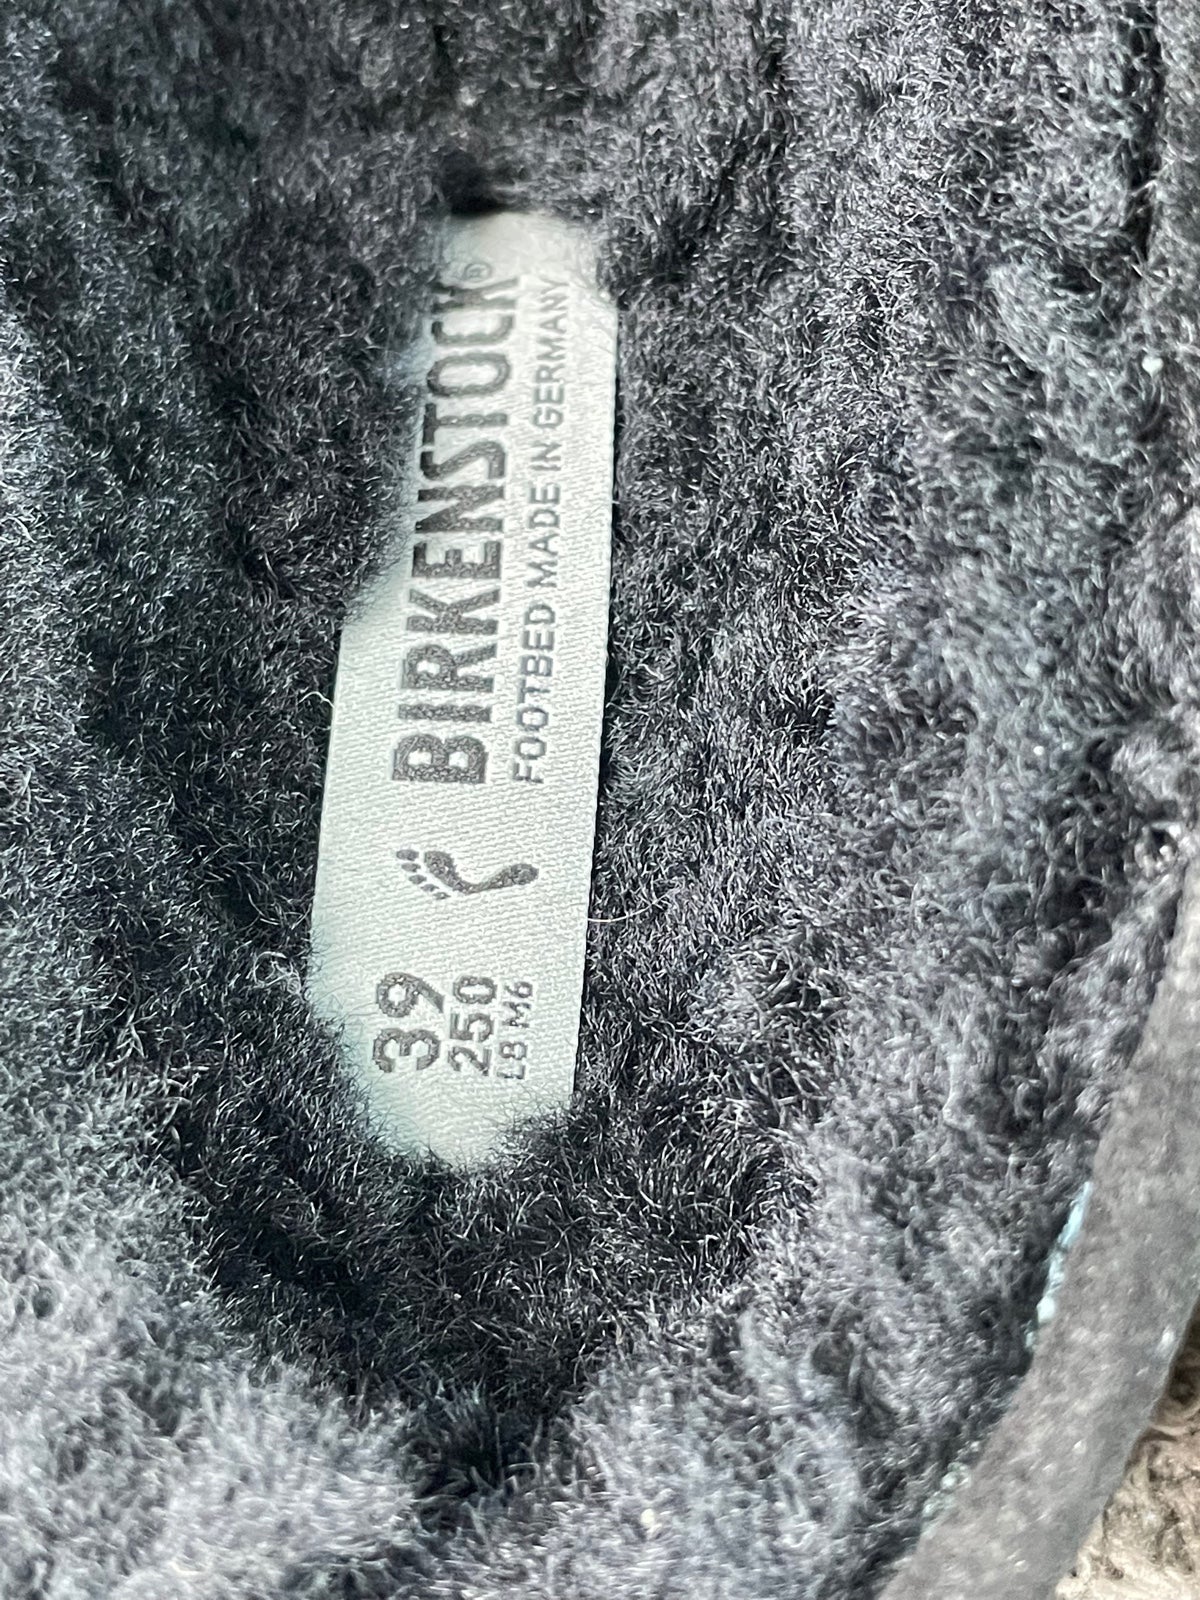 BIRKENSTOCK®
FOOTBED MADE IN GERMANY
39
250
L8 M6